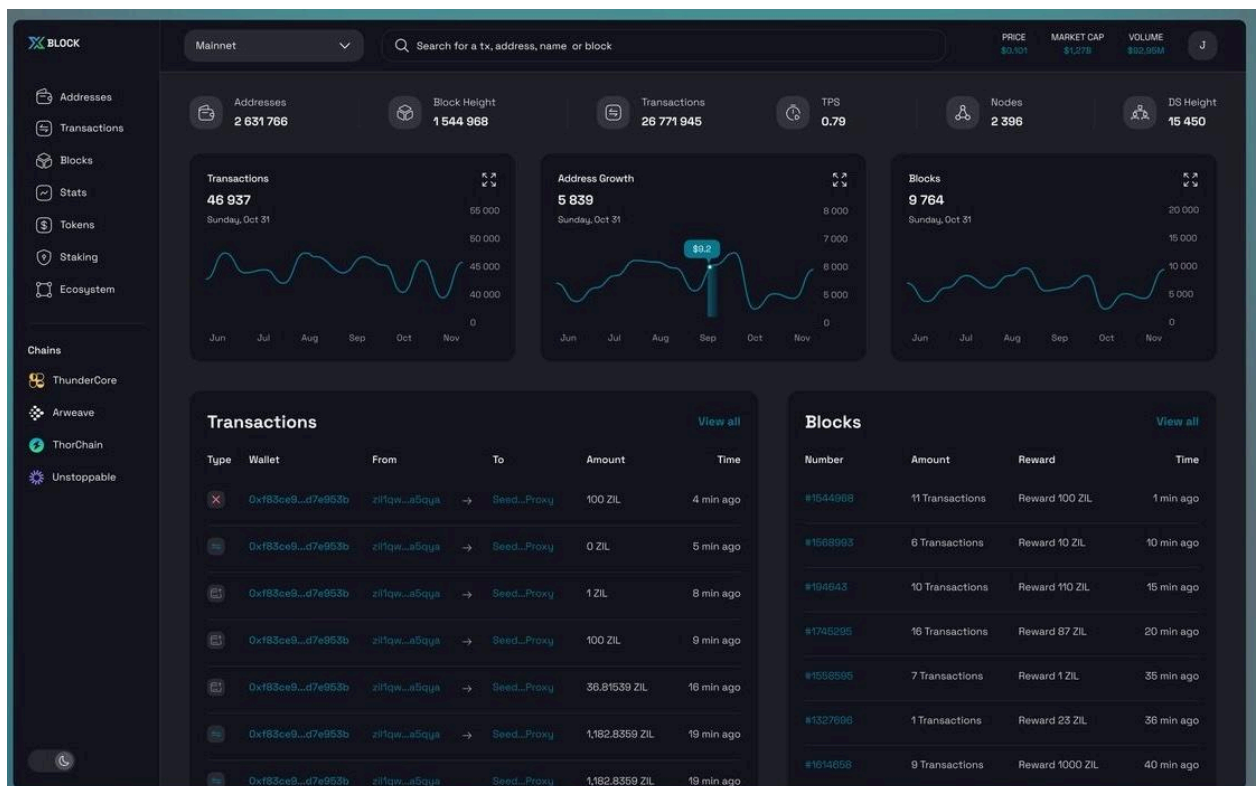 BLOCK
Mainnet
Search for a tx, address, name or block
PRICE MARKET CAP VOLUME
$0.101 $1,27B $92,95M
J
Addresses
Transactions
Blocks
Stats
Tokens
Staking
Ecosystem
Chains
ThunderCore
Arweave
ThorChain
Unstoppable
Addresses
2 631 766
Block Height
1 544 968
Transactions
26 771 945
TPS
0.79
Nodes
2 396
DS Height
15 450
Transactions
46 937
Sunday, Oct 31
55 000
50 000
45 000
40 000
0
Jun Jul Aug Sep Oct Nov
Address Growth
5 839
Sunday, Oct 31
$9.2
8 000
7 000
6 000
5 000
0
Jun Jul Aug Sep Oct Nov
Blocks
9 764
Sunday, Oct 31
20 000
15 000
10 000
5 000
0
Jun Jul Aug Sep Oct Nov
Transactions View all
Type Wallet From To Amount Time
0xf83ce9...d7e953b zil1qw...a5qya → Seed...Proxy 100 ZIL 4 min ago
0xf83ce9...d7e953b zil1qw...a5qya → Seed...Proxy 0 ZIL 5 min ago
0xf83ce9...d7e953b zil1qw...a5qya → Seed...Proxy 1 ZIL 8 min ago
0xf83ce9...d7e953b zil1qw...a5qya → Seed...Proxy 100 ZIL 9 min ago
0xf83ce9...d7e953b zil1qw...a5qya → Seed...Proxy 36.81539 ZIL 16 min ago
0xf83ce9...d7e953b zil1qw...a5qya → Seed...Proxy 1,182.8359 ZIL 19 min ago
0xf83ce9...d7e953b zil1qw...a5qya Seed...Proxy 1,182.8359 ZIL 19 min ago
Blocks View all
Number Amount Reward Time
#1544968 11 Transactions Reward 100 ZIL 1 min ago
#1568993 6 Transactions Reward 10 ZIL 10 min ago
#194643 10 Transactions Reward 110 ZIL 15 min ago
#1745295 16 Transactions Reward 87 ZIL 20 min ago
#1558595 7 Transactions Reward 1 ZIL 35 min ago
#1327696 1 Transactions Reward 23 ZIL 36 min ago
#1614658 9 Transactions Reward 1000 ZIL 40 min ago